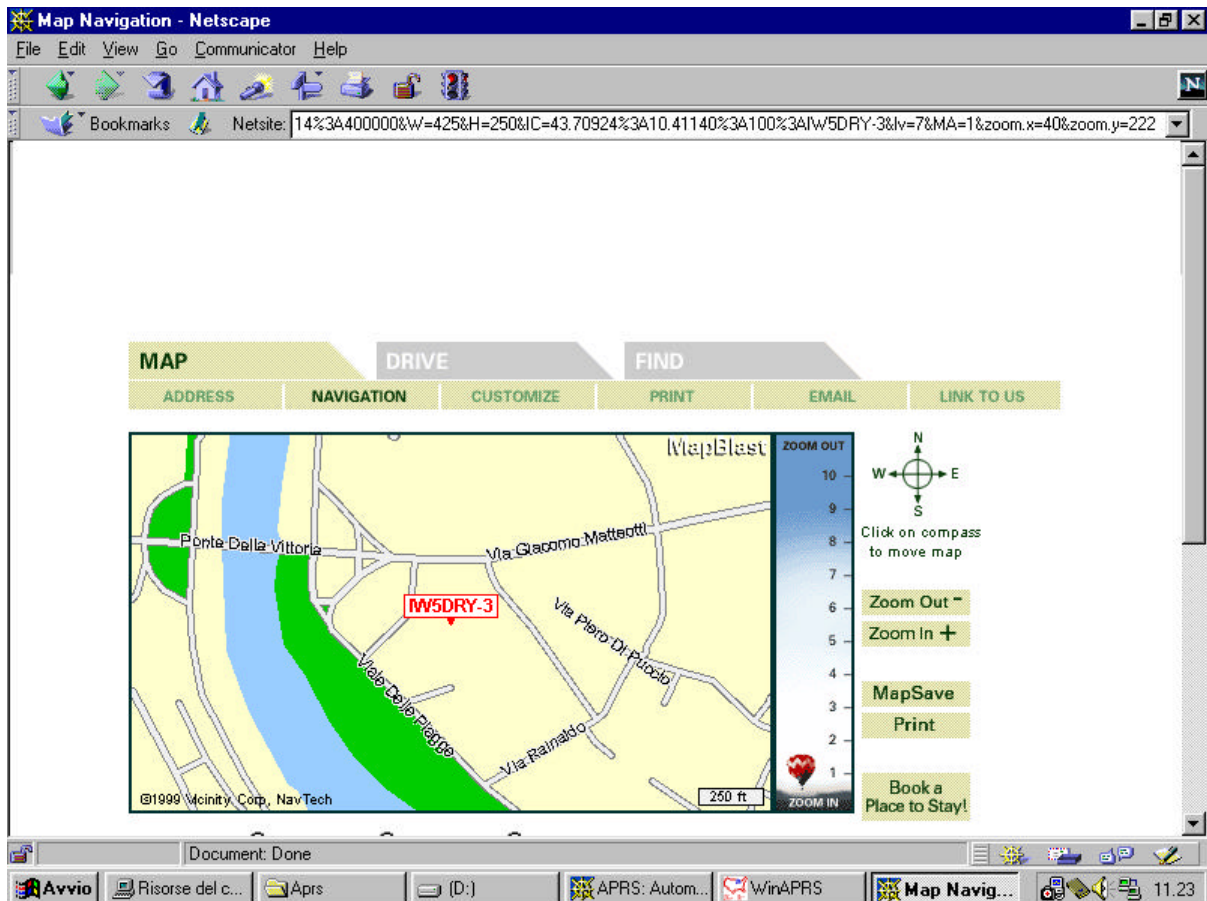 Map Navigation - Netscape
File Edit View Go Communicator Help
N
Bookmarks Netsite: 14%3A400000&W=425&H=250&IC=43.70924%3A10.41140%3A100%3AIW5DRY-3&lv=7&MA=1&zoom.x=40&zoom.y=222
MAP DRIVE FIND
ADDRESS NAVIGATION CUSTOMIZE PRINT EMAIL LINK TO US
MapBlast
Ponte Della Vittoria
Via Giacomo Matteotti
IW5DRY-3
Via Piero Di Puccio
Viale Delle Piagge
Via Rainaldo
©1999 Vicinity Corp, NavTech
250 ft
ZOOM OUT
10
9
8
7
6
5
4
3
2
1
ZOOM IN
N
W E
S
Click on compass
to move map
Zoom Out -
Zoom In +
MapSave
Print
Book a
Place to Stay!
Document: Done
Avvio Risorse del c... Aprs (D:) APRS: Autom... WinAPRS Map Navig... 11.23